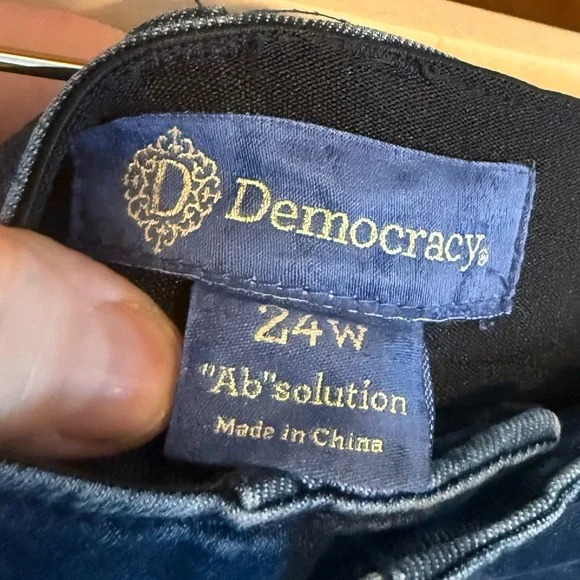 D Democracy®
24W
"Ab"solution
Made in China